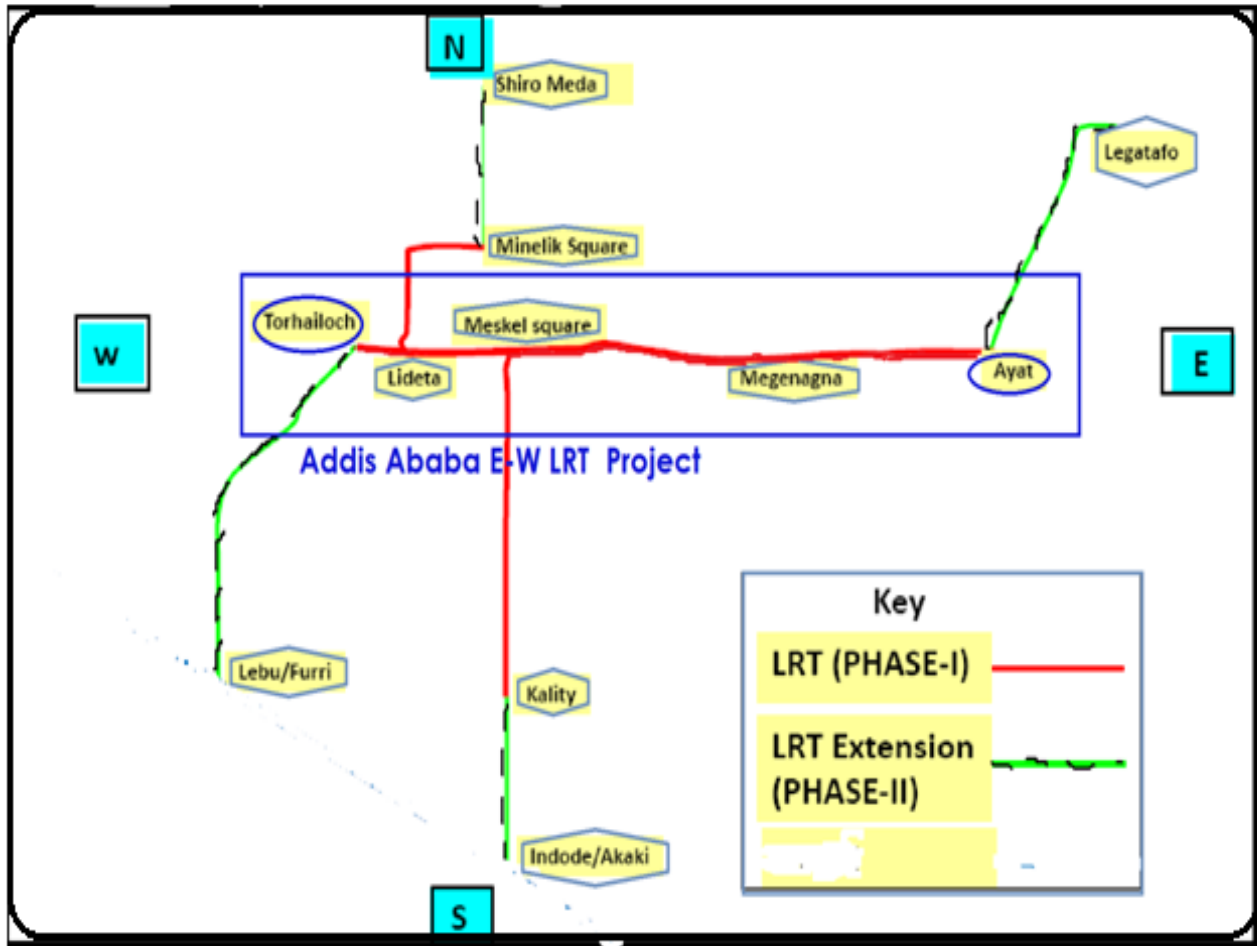 N
Shiro Meda
Legatafo
Minelik Square
Torhailoch
Meskel square
W
E
Lideta
Megenagna
Ayat
Addis Ababa E-W LRT Project
Lebu/Furri
Kality
Indode/Akaki
S
Key
LRT (PHASE-I)
LRT Extension
(PHASE-II)